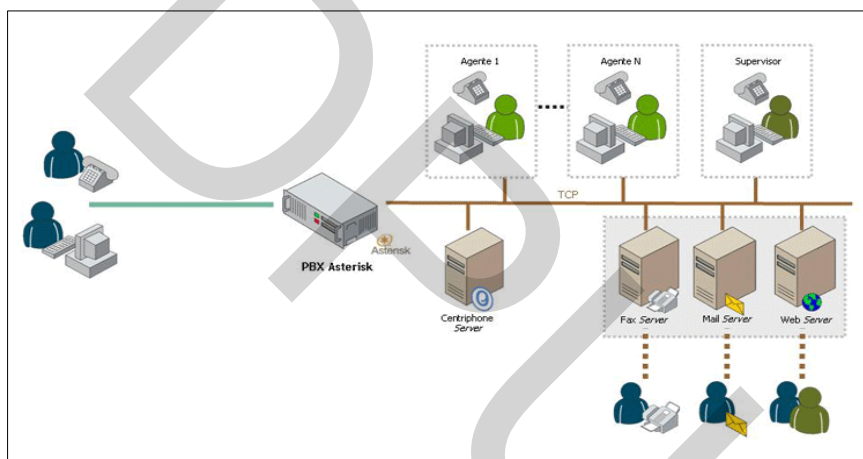 Agente 1
Agente N
Supervisor
TCP
Asterisk
PBX Asterisk
Centriphone
Server
Fax Server
Mail Server
Web Server